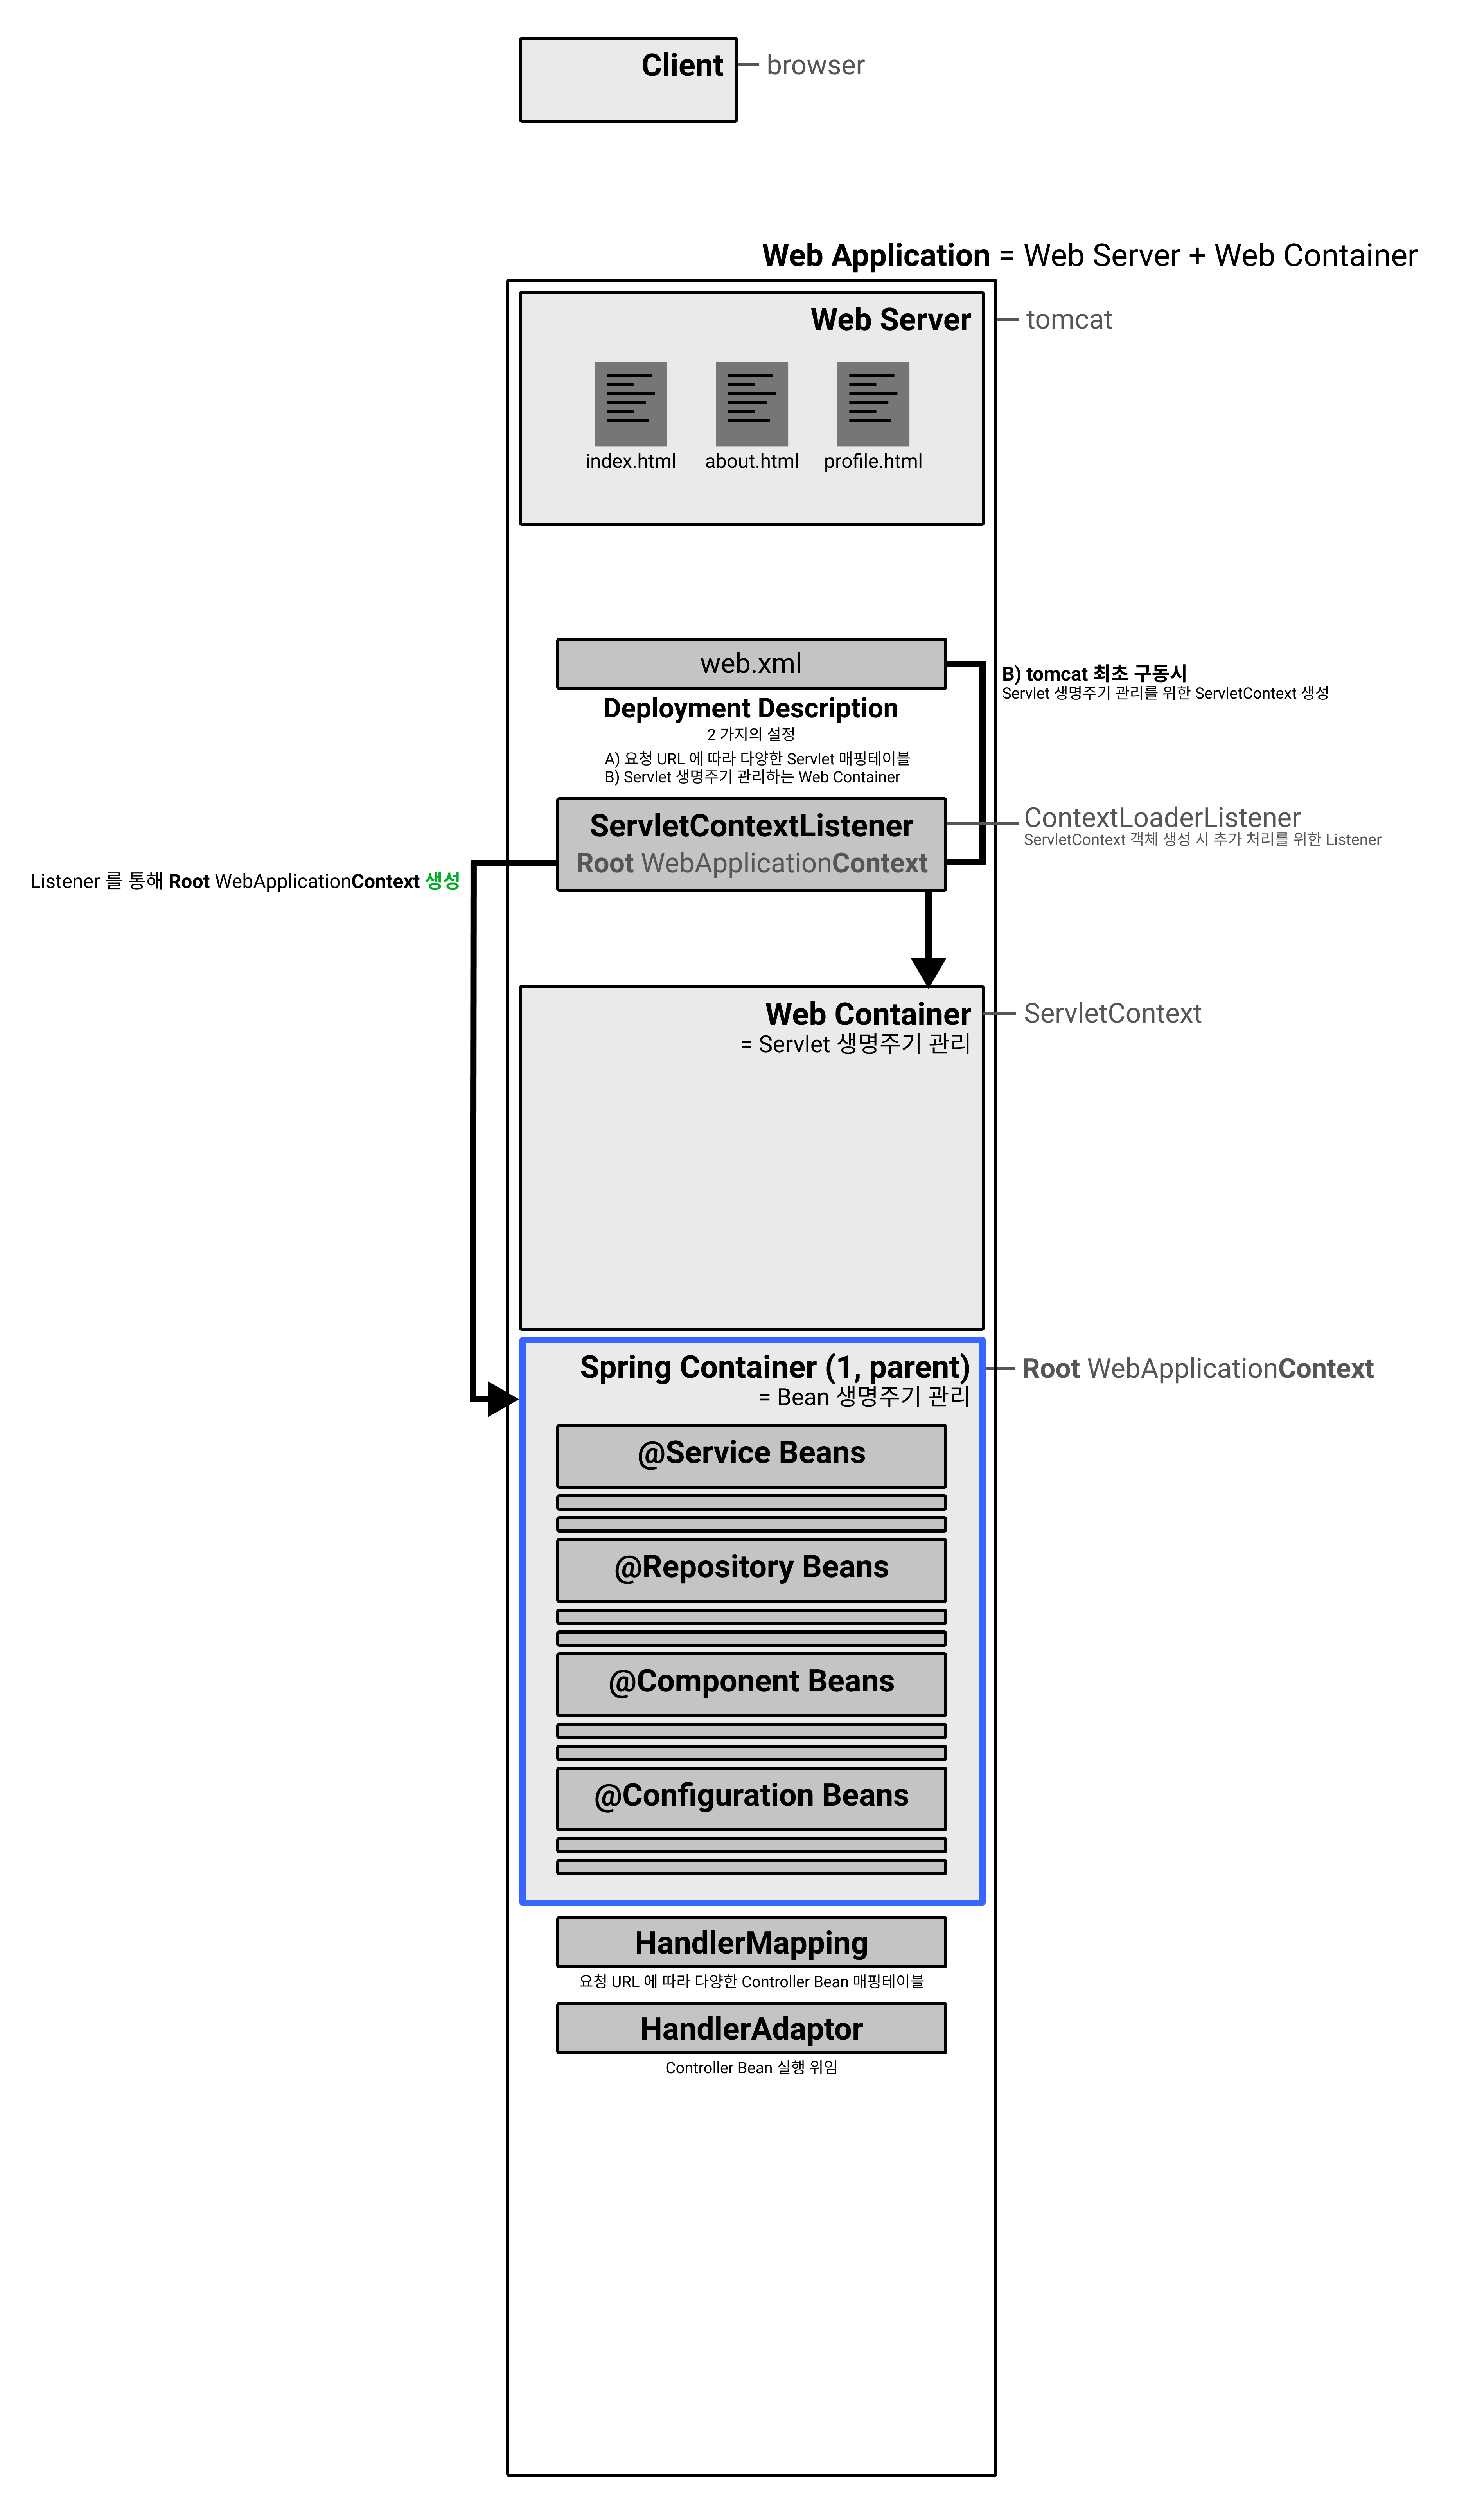 Client
browser
Web Application = Web Server + Web Container
Web Server
tomcat
index.html
about.html
profile.html
web.xml
B) tomcat 최초 구동시
Servlet 생명주기 관리를 위한 ServletContext 생성
Deployment Description
2 가지의 설정
A) 요청 URL 에 따라 다양한 Servlet 매핑테이블
B) Servlet 생명주기 관리하는 Web Container
ServletContextListener
Root WebApplicationContext
ContextLoaderListener
ServletContext 객체 생성 시 추가 처리를 위한 Listener
Listener 를 통해 Root WebApplicationContext 생성
Web Container
= Servlet 생명주기 관리
ServletContext
Spring Container (1, parent)
= Bean 생명주기 관리
Root WebApplicationContext
@Service Beans
@Repository Beans
@Component Beans
@Configuration Beans
HandlerMapping
요청 URL 에 따라 다양한 Controller Bean 매핑테이블
HandlerAdaptor
Controller Bean 실행 위임